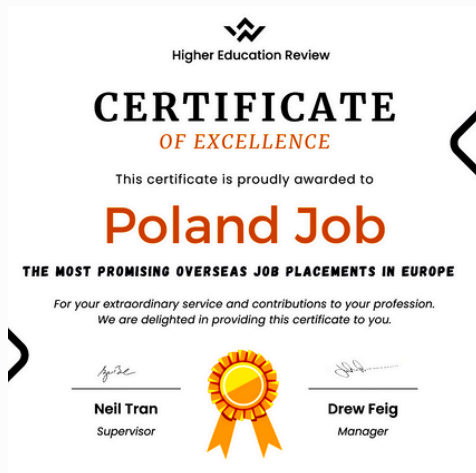 Higher Education Review
CERTIFICATE
OF EXCELLENCE
This certificate is proudly awarded to
Poland Job
THE MOST PROMISING OVERSEAS JOB PLACEMENTS IN EUROPE
For your extraordinary service and contributions to your profession.
We are delighted in providing this certificate to you.
Neil Tran
Supervisor
Drew Feig
Manager